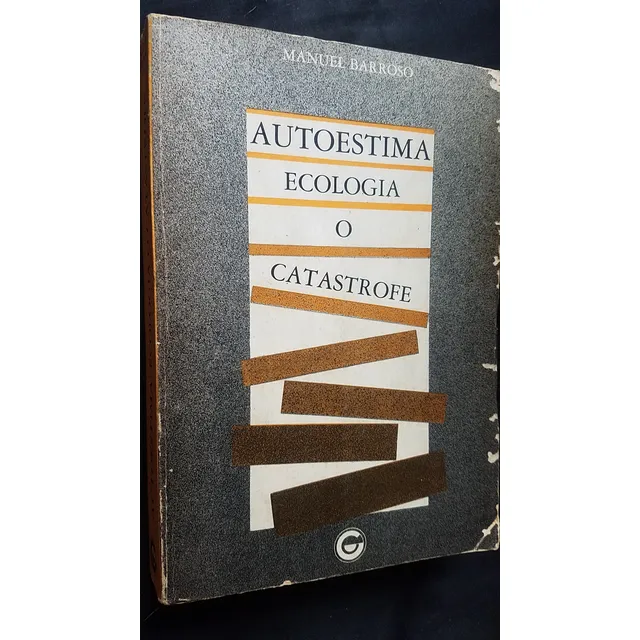 MANUEL BARROSO
AUTOESTIMA
ECOLOGIA
O
CATASTROFE